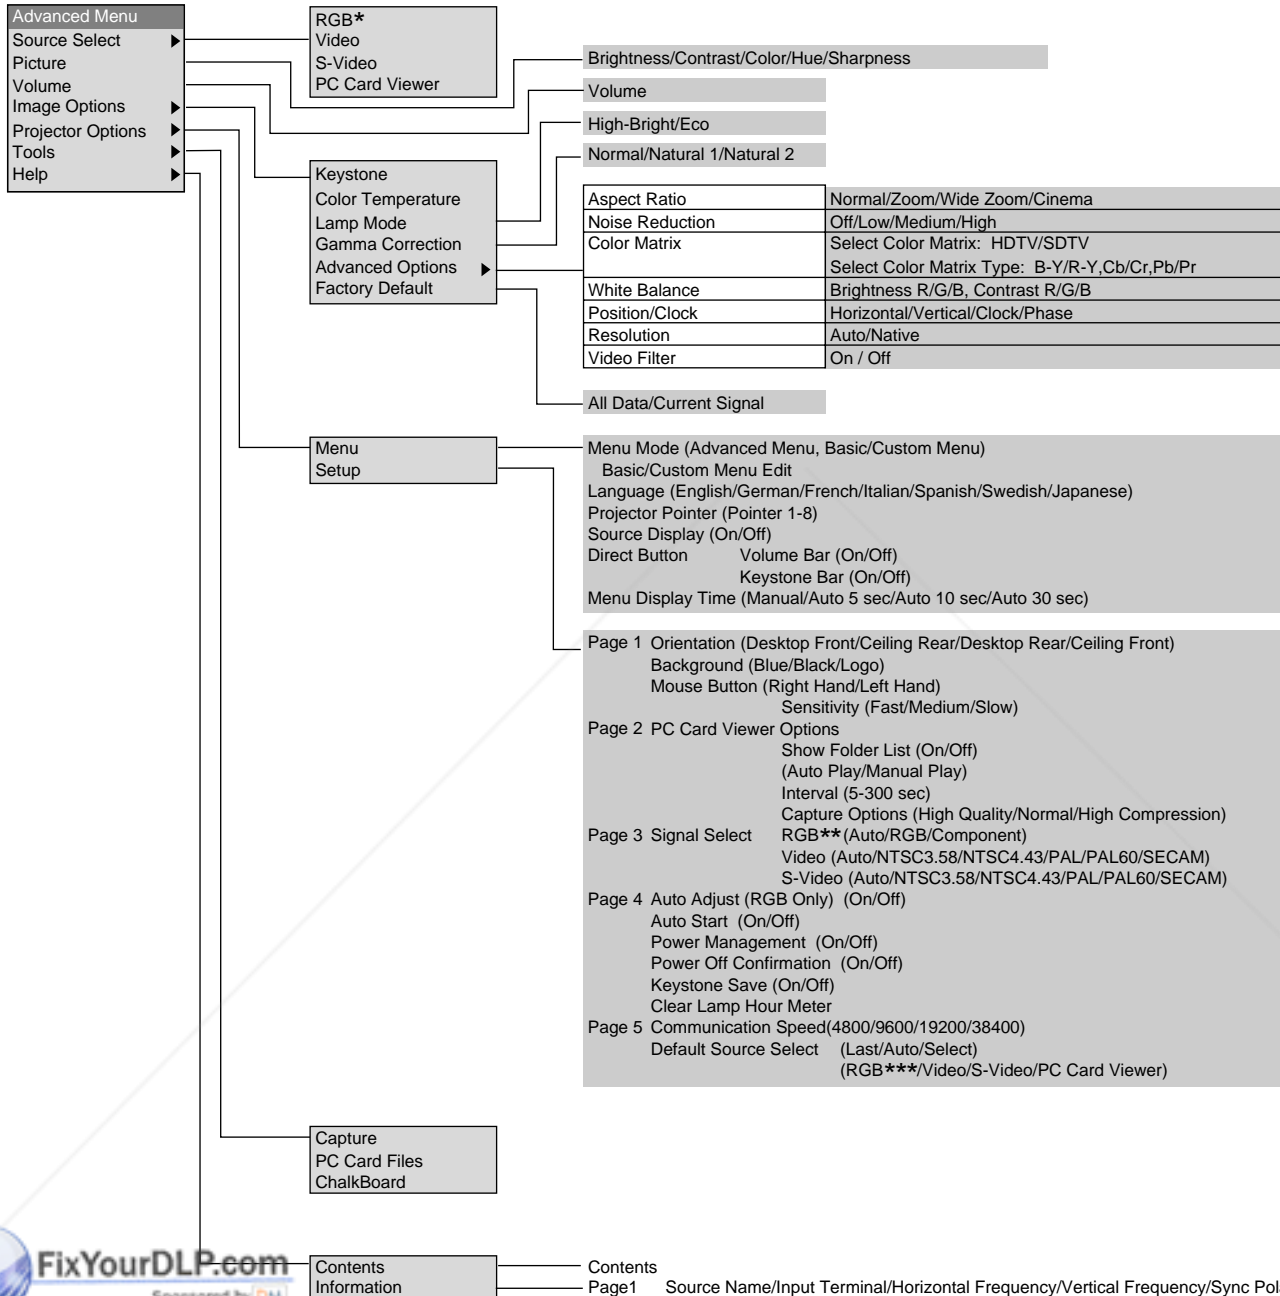 Advanced Menu
Source Select
Picture
Volume
Image Options
Projector Options
Tools
Help
RGB*
Video
S-Video
PC Card Viewer
Brightness/Contrast/Color/Hue/Sharpness
Volume
High-Bright/Eco
Normal/Natural 1/Natural 2
Keystone
Color Temperature
Lamp Mode
Gamma Correction
Advanced Options
Factory Default
Aspect Ratio Normal/Zoom/Wide Zoom/Cinema
Noise Reduction Off/Low/Medium/High
Color Matrix Select Color Matrix: HDTV/SDTV
Select Color Matrix Type: B-Y/R-Y,Cb/Cr,Pb/Pr
White Balance Brightness R/G/B, Contrast R/G/B
Position/Clock Horizontal/Vertical/Clock/Phase
Resolution Auto/Native
Video Filter On / Off
All Data/Current Signal
Menu
Setup
Menu Mode (Advanced Menu, Basic/Custom Menu)
Basic/Custom Menu Edit
Language (English/German/French/Italian/Spanish/Swedish/Japanese)
Projector Pointer (Pointer 1-8)
Source Display (On/Off)
Direct Button Volume Bar (On/Off)
Keystone Bar (On/Off)
Menu Display Time (Manual/Auto 5 sec/Auto 10 sec/Auto 30 sec)
Page 1 Orientation (Desktop Front/Ceiling Rear/Desktop Rear/Ceiling Front)
Background (Blue/Black/Logo)
Mouse Button (Right Hand/Left Hand)
Sensitivity (Fast/Medium/Slow)
Page 2 PC Card Viewer Options
Show Folder List (On/Off)
(Auto Play/Manual Play)
Interval (5-300 sec)
Capture Options (High Quality/Normal/High Compression)
Page 3 Signal Select RGB**(Auto/RGB/Component)
Video (Auto/NTSC3.58/NTSC4.43/PAL/PAL60/SECAM)
S-Video (Auto/NTSC3.58/NTSC4.43/PAL/PAL60/SECAM)
Page 4 Auto Adjust (RGB Only) (On/Off)
Auto Start (On/Off)
Power Management (On/Off)
Power Off Confirmation (On/Off)
Keystone Save (On/Off)
Clear Lamp Hour Meter
Page 5 Communication Speed(4800/9600/19200/38400)
Default Source Select (Last/Auto/Select)
(RGB***/Video/S-Video/PC Card Viewer)
Capture
PC Card Files
ChalkBoard
FixYourDLP.com
Contents
Information
Contents
Page1 Source Name/Input Terminal/Horizontal Frequency/Vertical Frequency/Sync Pol